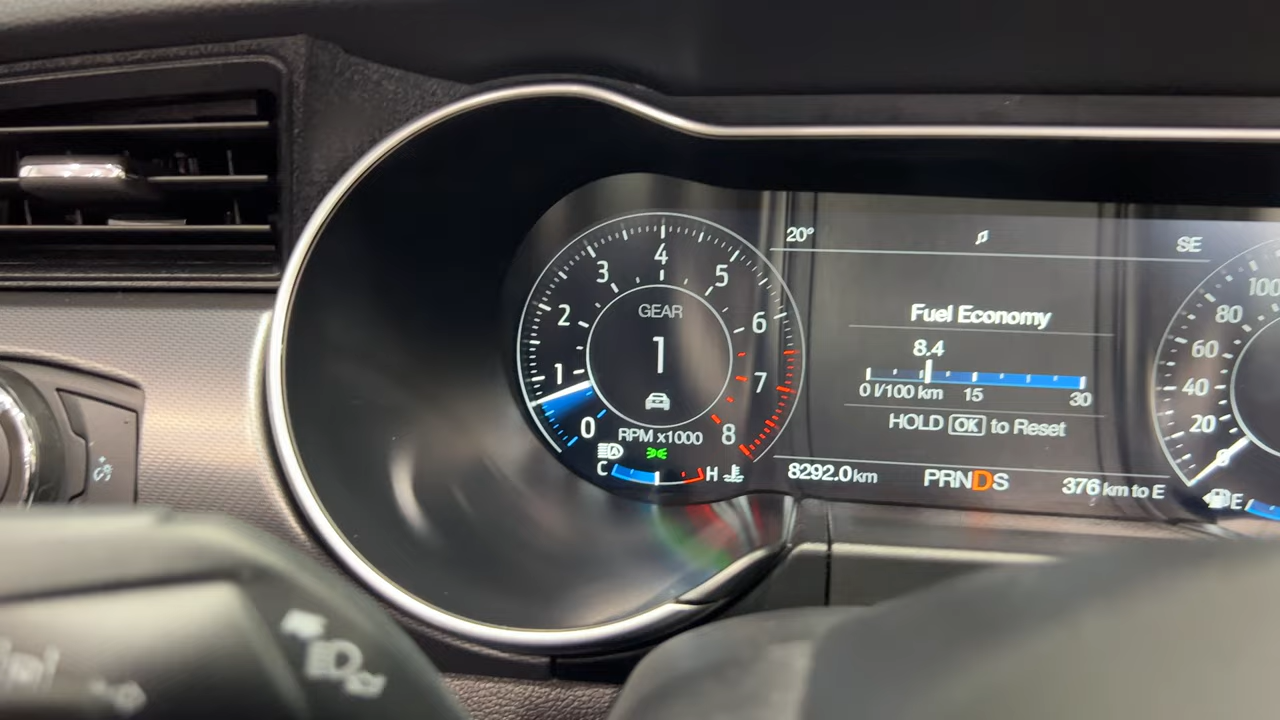 20° SE
Fuel Economy
8.4
0 l/100 km 15 30
HOLD OK to Reset
8292.0 km PRNDS 376 km to E
0 1 2 3 4 5 6 7 8
GEAR
1
RPM x1000
A
C H
0 20 40 60 80 100
E